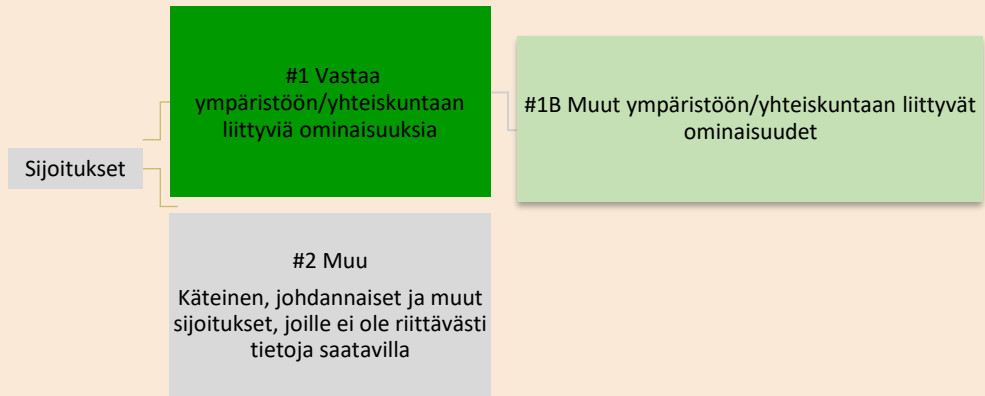 Sijoitukset
#1 Vastaa
ympäristöön/yhteiskuntaan
liittyviä ominaisuuksia
#1B Muut ympäristöön/yhteiskuntaan liittyvät
ominaisuudet
#2 Muu
Käteinen, johdannaiset ja muut
sijoitukset, joille ei ole riittävästi
tietoja saatavilla